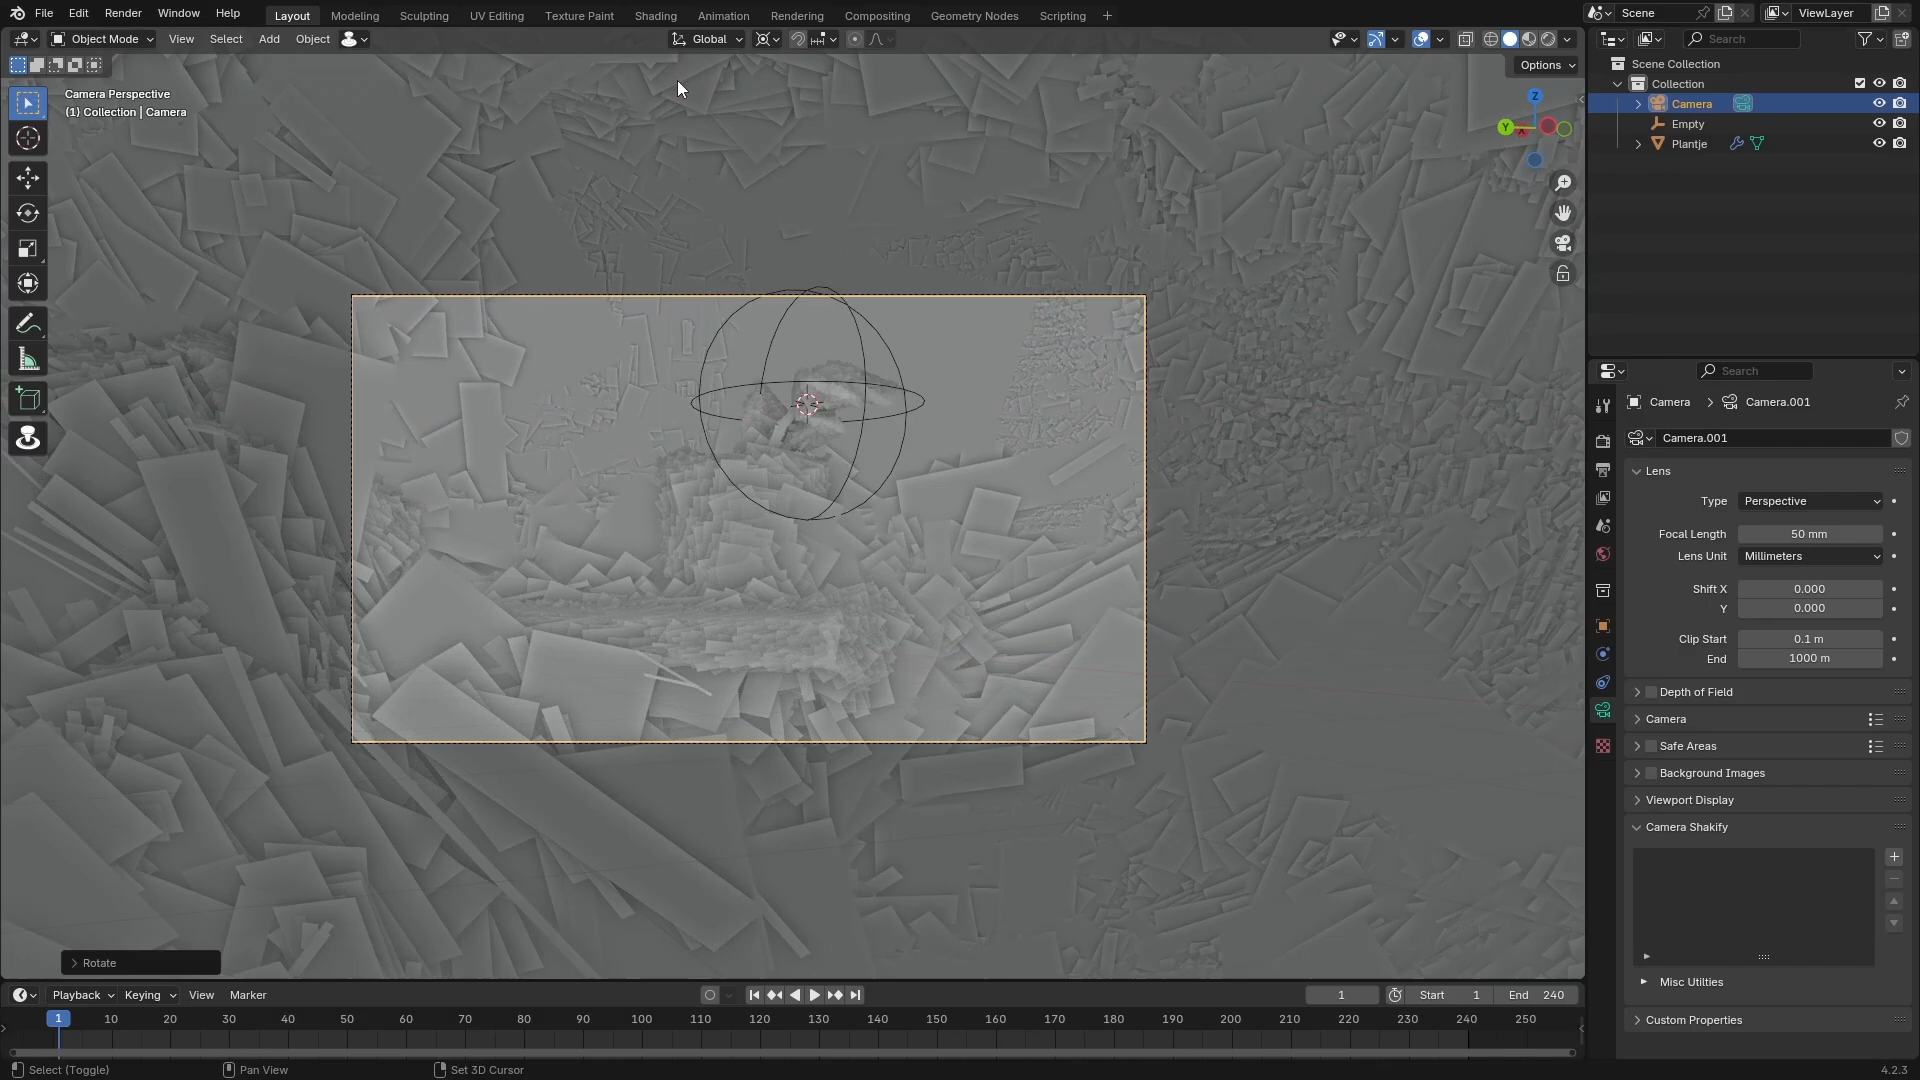 File Edit Render Window Help Layout Modeling Sculpting UV Editing Texture Paint Shading Animation Rendering Compositing Geometry Nodes Scripting + Scene ViewLayer
Object Mode View Select Add Object Global Search
Options
Camera Perspective
(1) Collection | Camera
Z
Y
X
Scene Collection
Collection
Camera
Empty
Plantje
Search
Camera > Camera.001
Camera.001
Lens
Type Perspective
Focal Length 50 mm
Lens Unit Millimeters
Shift X 0.000
Y 0.000
Clip Start 0.1 m
End 1000 m
Depth of Field
Camera
Safe Areas
Background Images
Viewport Display
Camera Shakify
Misc Utilties
Custom Properties
Rotate
Playback Keying View Marker 1 Start 1 End 240
1 10 20 30 40 50 60 70 80 90 100 110 120 130 140 150 160 170 180 190 200 210 220 230 240 250
Select (Toggle) Pan View Set 3D Cursor 4.2.3